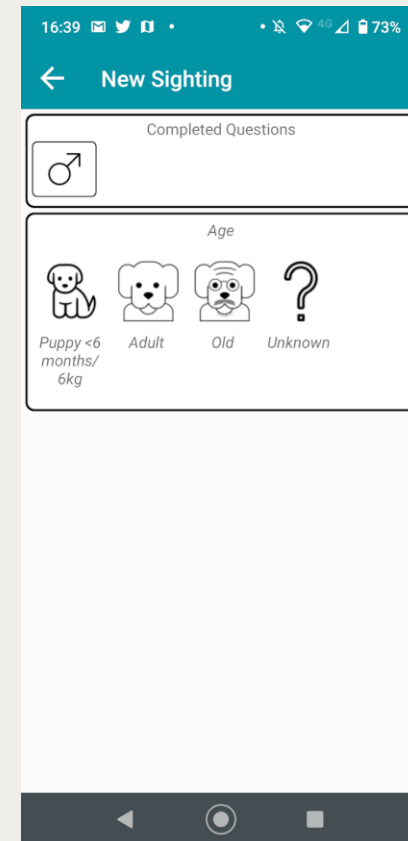 16:39 4G 73%
New Sighting
Completed Questions
Age
Puppy <6 Adult Old Unknown
months/
6kg